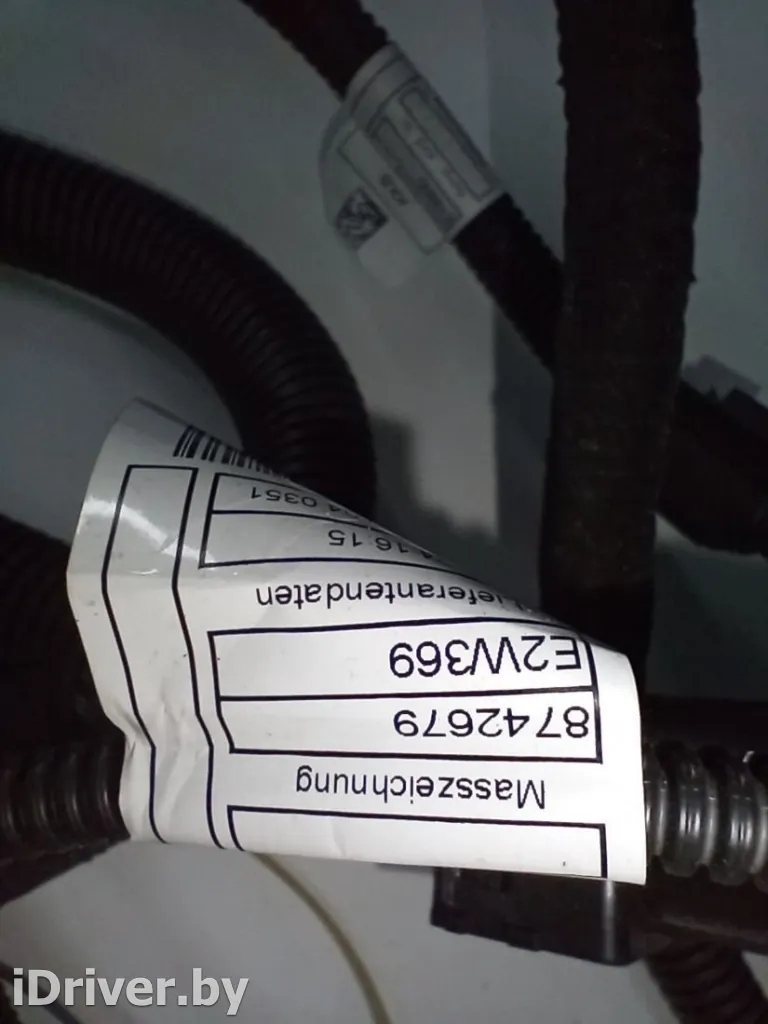 Masszeichnung
8742679
E2W369
Lieferantendaten
16 15
0351
iDriver.by